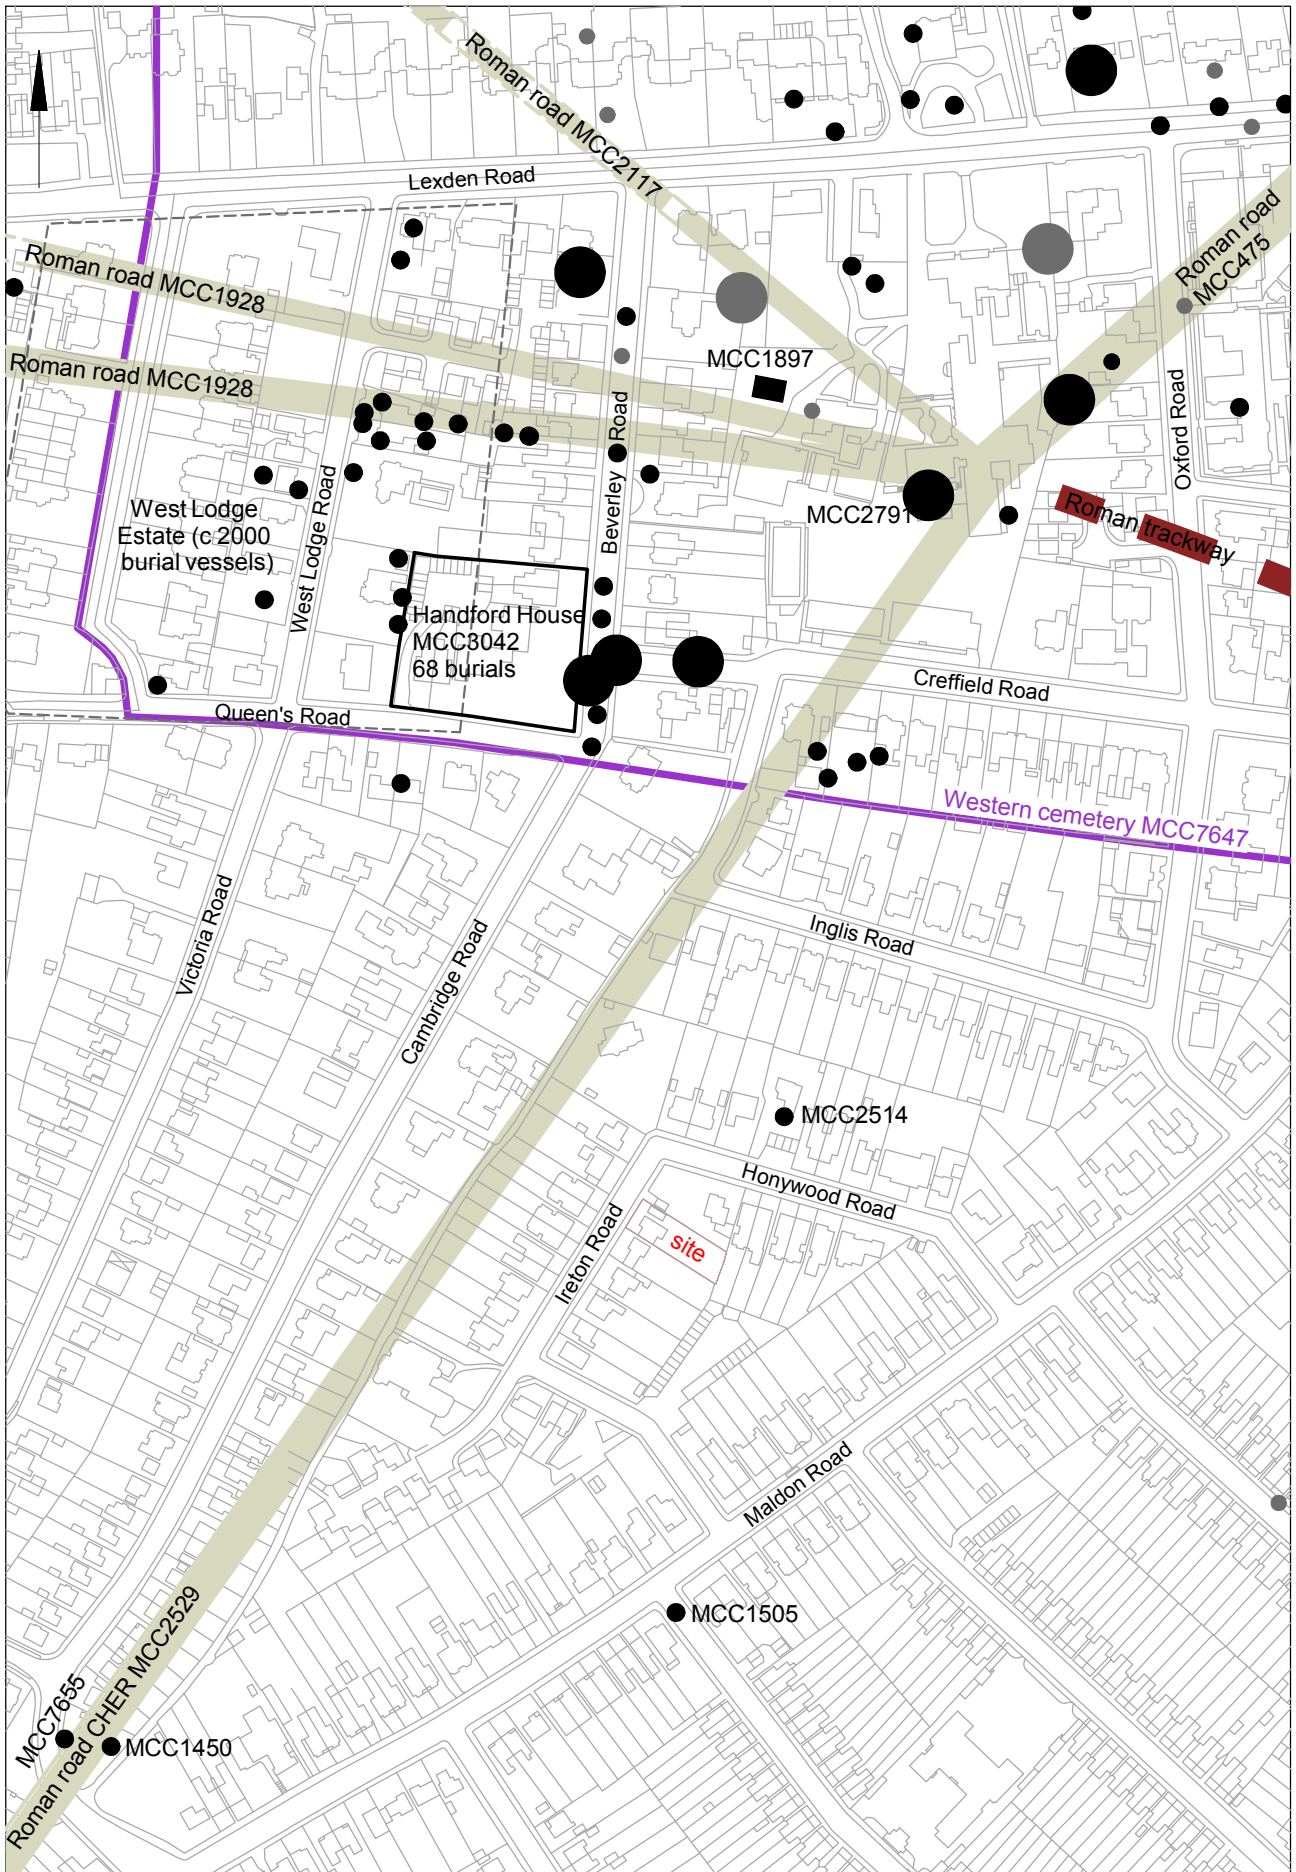 Roman road MCC2117
Lexden Road
Roman road
MCC475
Roman road MCC1928
Roman road MCC1928
MCC1897
Oxford Road
Beverley Road
West Lodge Road
West Lodge
Estate (c 2000
burial vessels)
MCC2791
Roman trackway
Handford House
MCC3042
68 burials
Creffield Road
Queen's Road
Western cemetery MCC7647
Victoria Road
Cambridge Road
Inglis Road
MCC2514
Honywood Road
Ireton Road
site
Maldon Road
MCC1505
Roman road CHER MCC2529
MCC7655
MCC1450